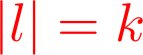 |l| = k